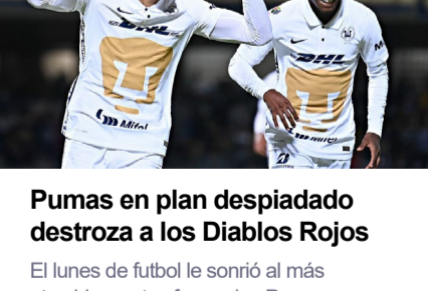 DHL
DHL
Mifel
Pumas en plan despiadado
destroza a los Diablos Rojos
El lunes de futbol le sonrió al más